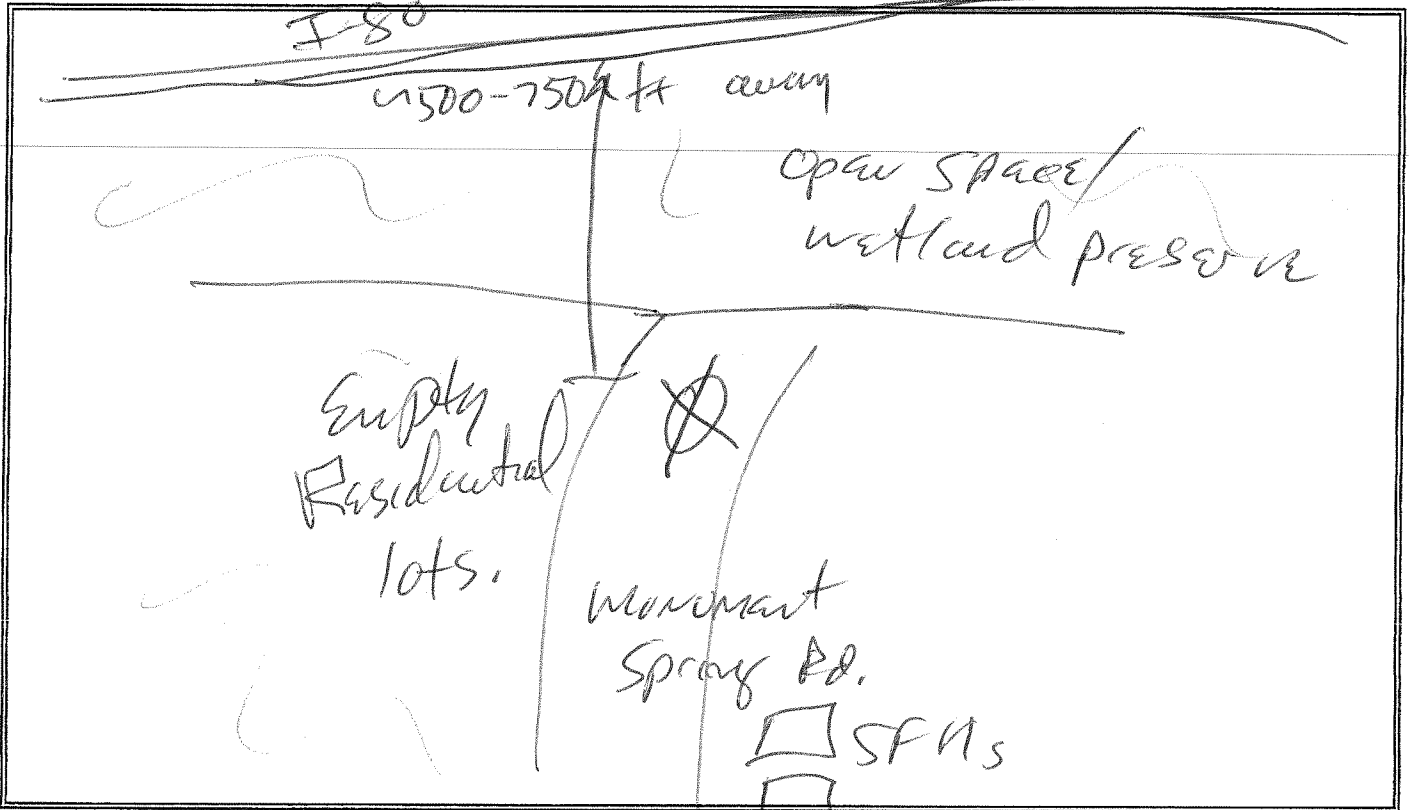 I-80
~500-750 ft away
open space/
wetland preserve
Empty
Residential
lots.
Monument
Spring Rd.
SFHs